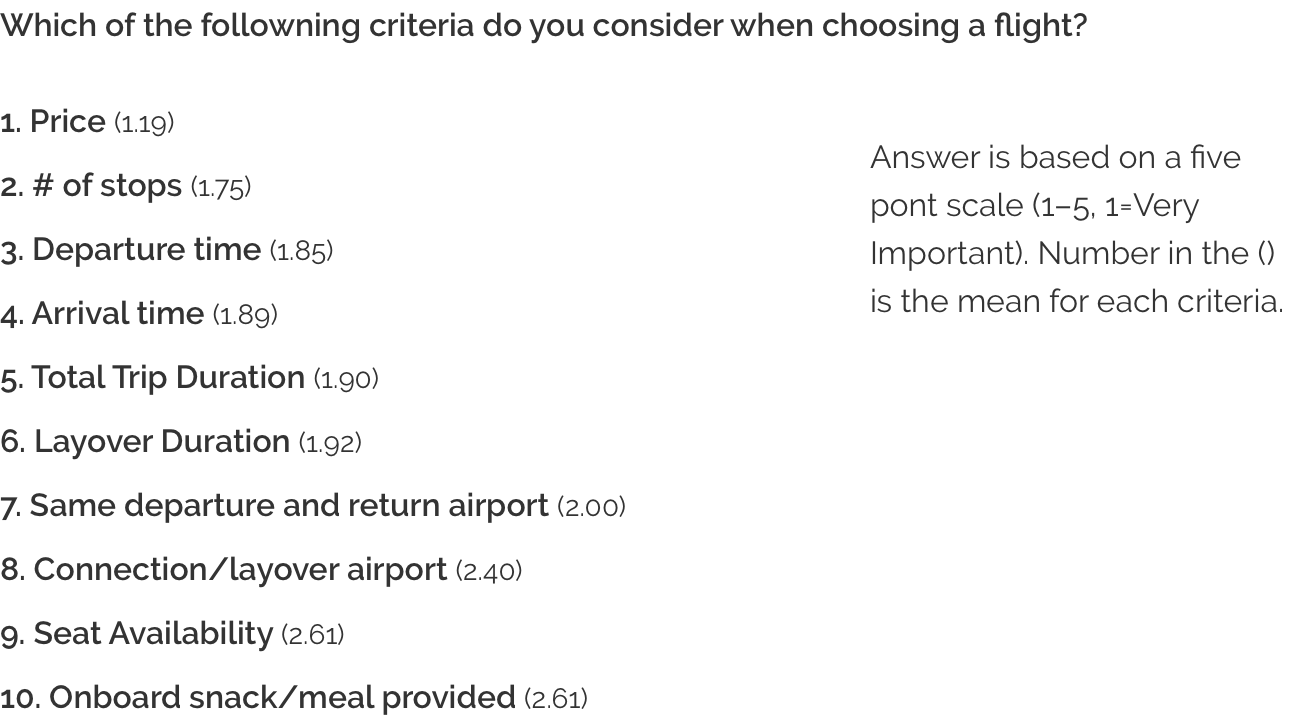 Which of the followning criteria do you consider when choosing a flight?
1. Price (1.19)
2. # of stops (1.75)
3. Departure time (1.85)
4. Arrival time (1.89)
5. Total Trip Duration (1.90)
6. Layover Duration (1.92)
7. Same departure and return airport (2.00)
8. Connection/layover airport (2.40)
9. Seat Availability (2.61)
10. Onboard snack/meal provided (2.61)
Answer is based on a five
pont scale (1–5, 1=Very
Important). Number in the ()
is the mean for each criteria.